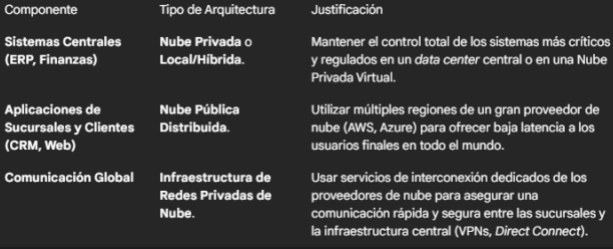 Componente Tipo de Arquitectura Justificación
Sistemas Centrales Nube Privada o Mantener el control total de los sistemas más críticos
(ERP, Finanzas) Local/Híbrida. y regulados en un data center central o en una Nube
Privada Virtual.
Aplicaciones de Nube Pública Utilizar múltiples regiones de un gran proveedor de
Sucursales y Clientes Distribuida. nube (AWS, Azure) para ofrecer baja latencia a los
(CRM, Web) usuarios finales en todo el mundo.
Comunicación Global Infraestructura de Usar servicios de interconexión dedicados de los
Redes Privadas de proveedores de nube para asegurar una
Nube. comunicación rápida y segura entre las sucursales y
la infraestructura central (VPNs, Direct Connect).